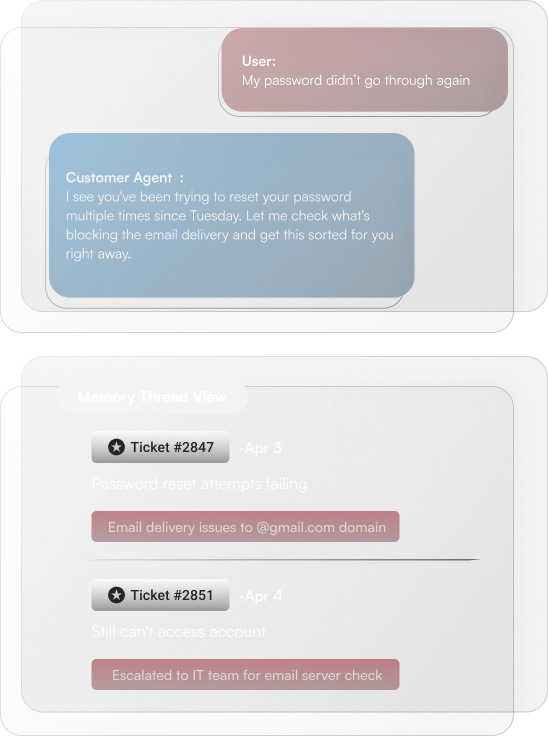 User:
My password didn’t go through again
Customer Agent :
I see you've been trying to reset your password
multiple times since Tuesday. Let me check what's
blocking the email delivery and get this sorted for you
right away.
Memory Thread View
Ticket #2847 -Apr 3
Password reset attempts failing
Email delivery issues to @gmail.com domain
Ticket #2851 -Apr 4
Still can't access account
Escalated to IT team for email server check